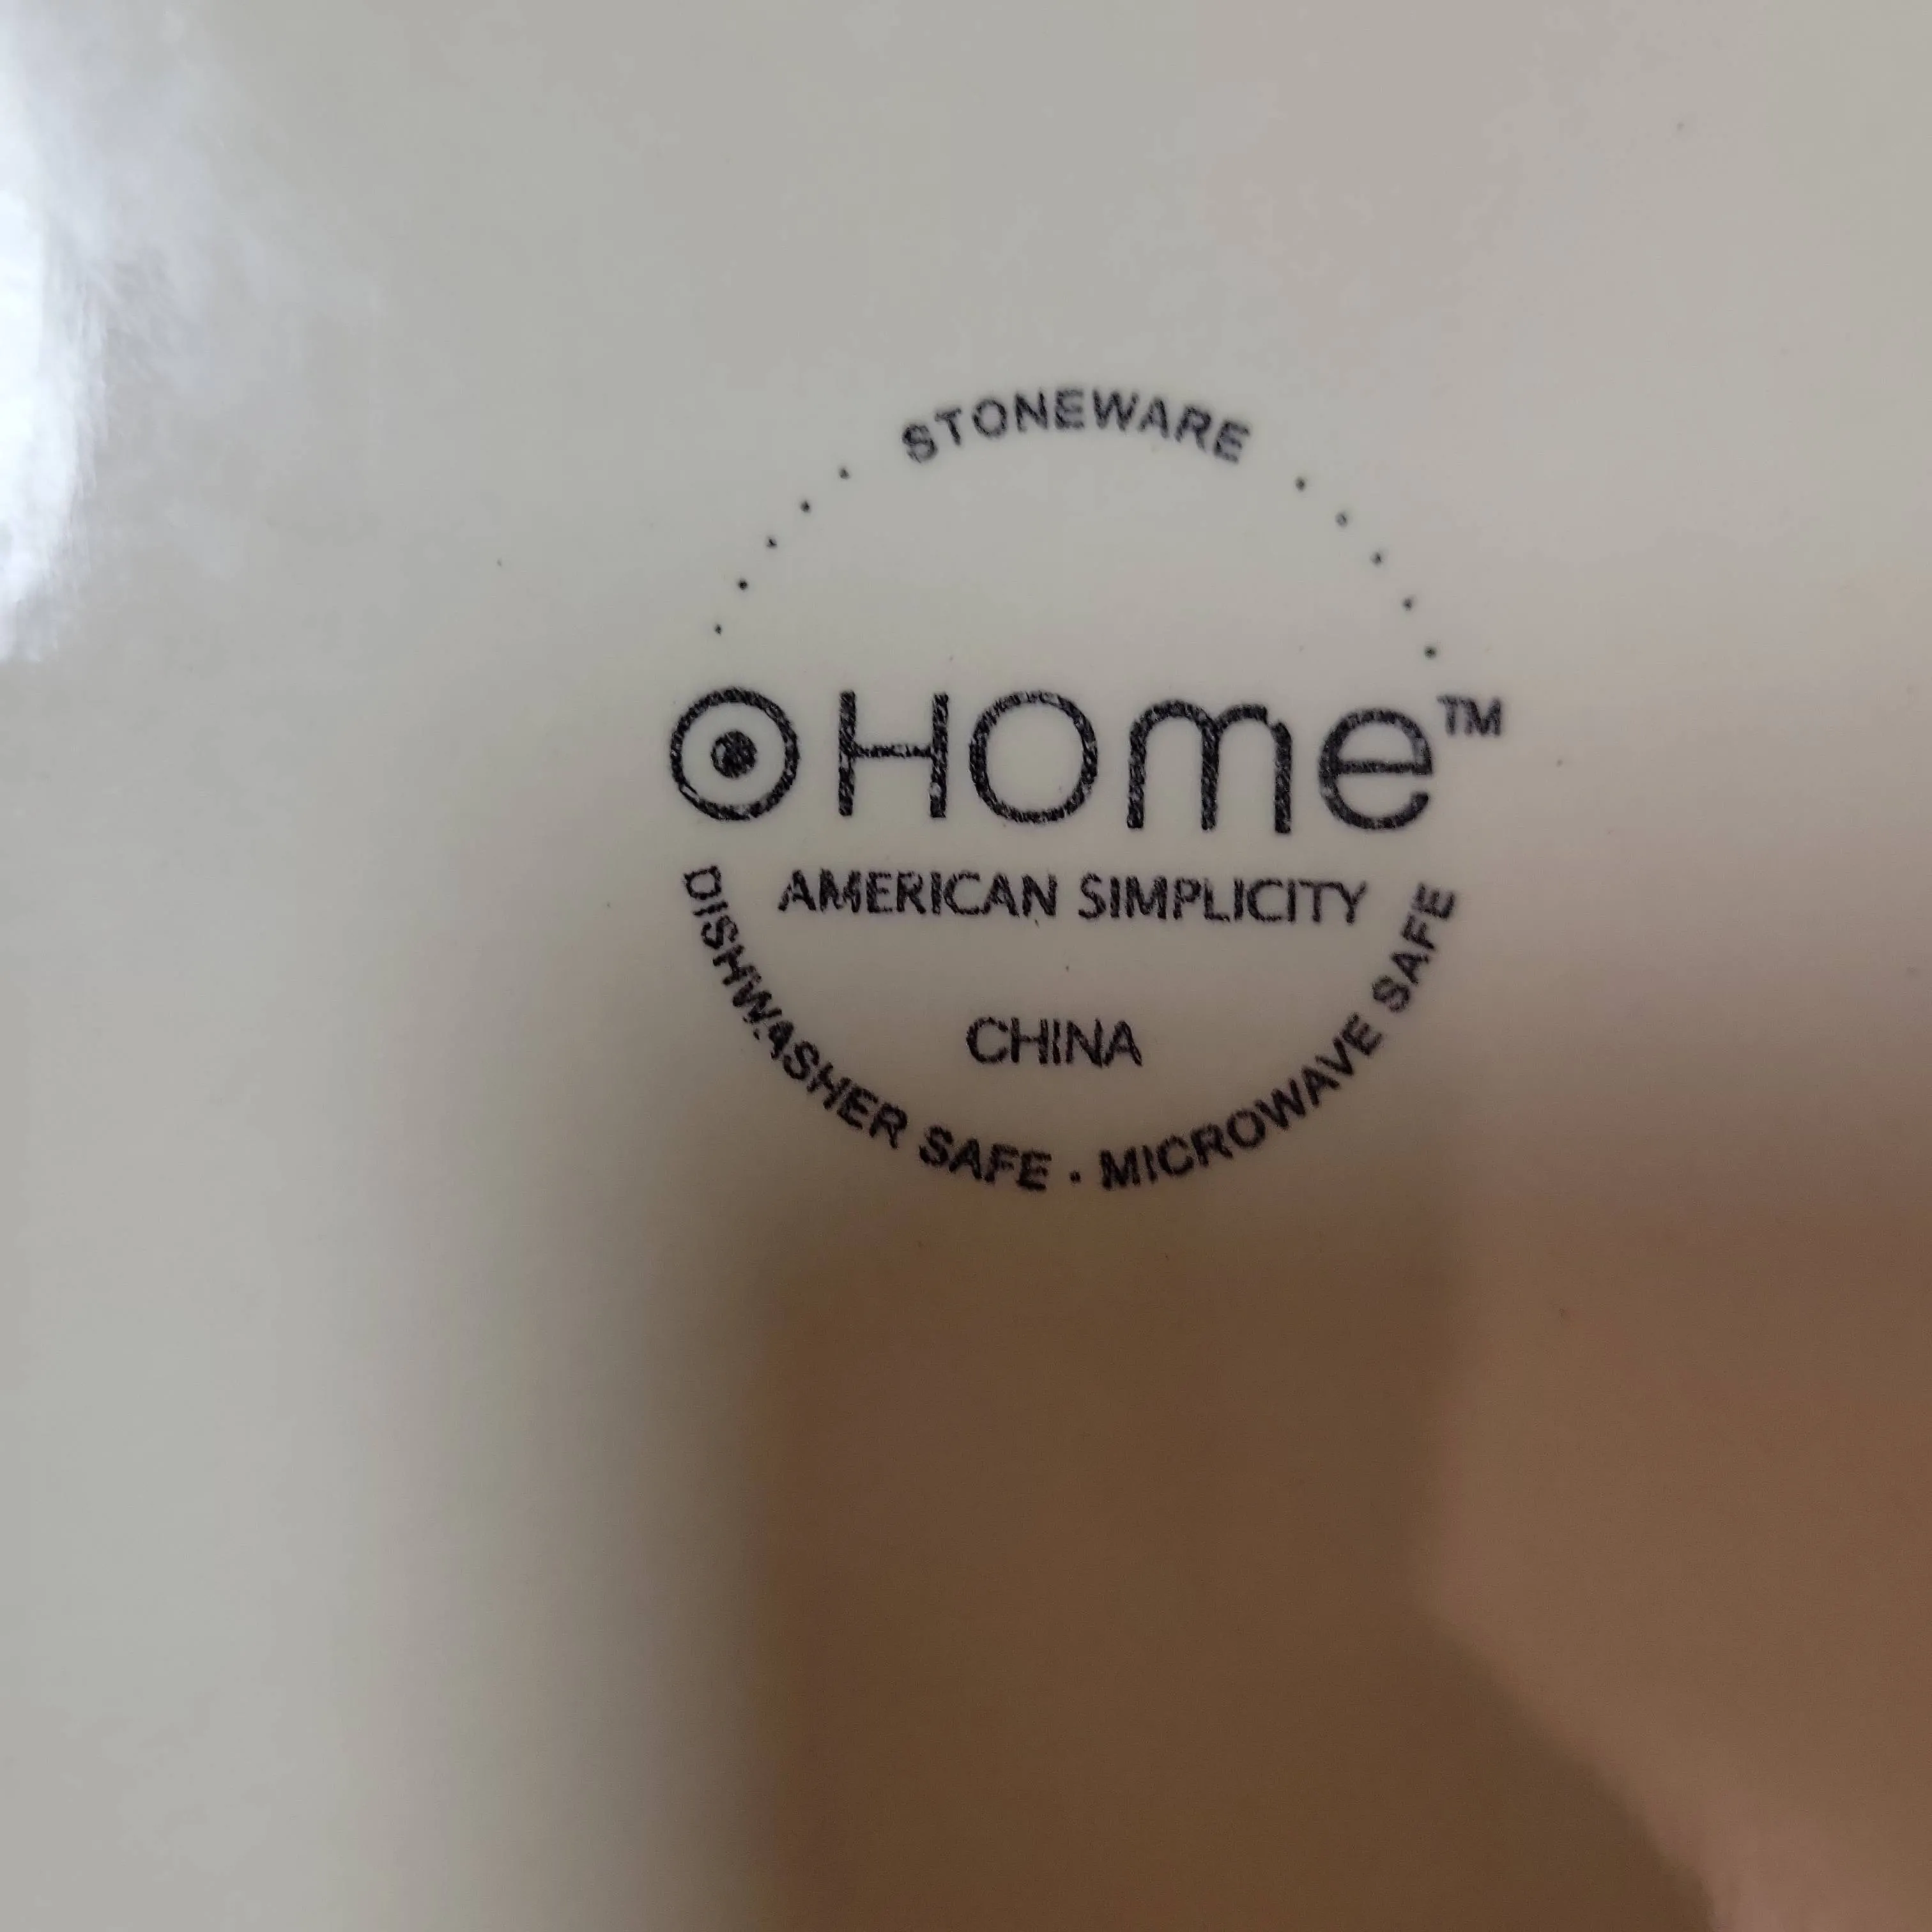 STONEWARE
HOme™
AMERICAN SIMPLICITY
CHINA
DISHWASHER SAFE · MICROWAVE SAFE